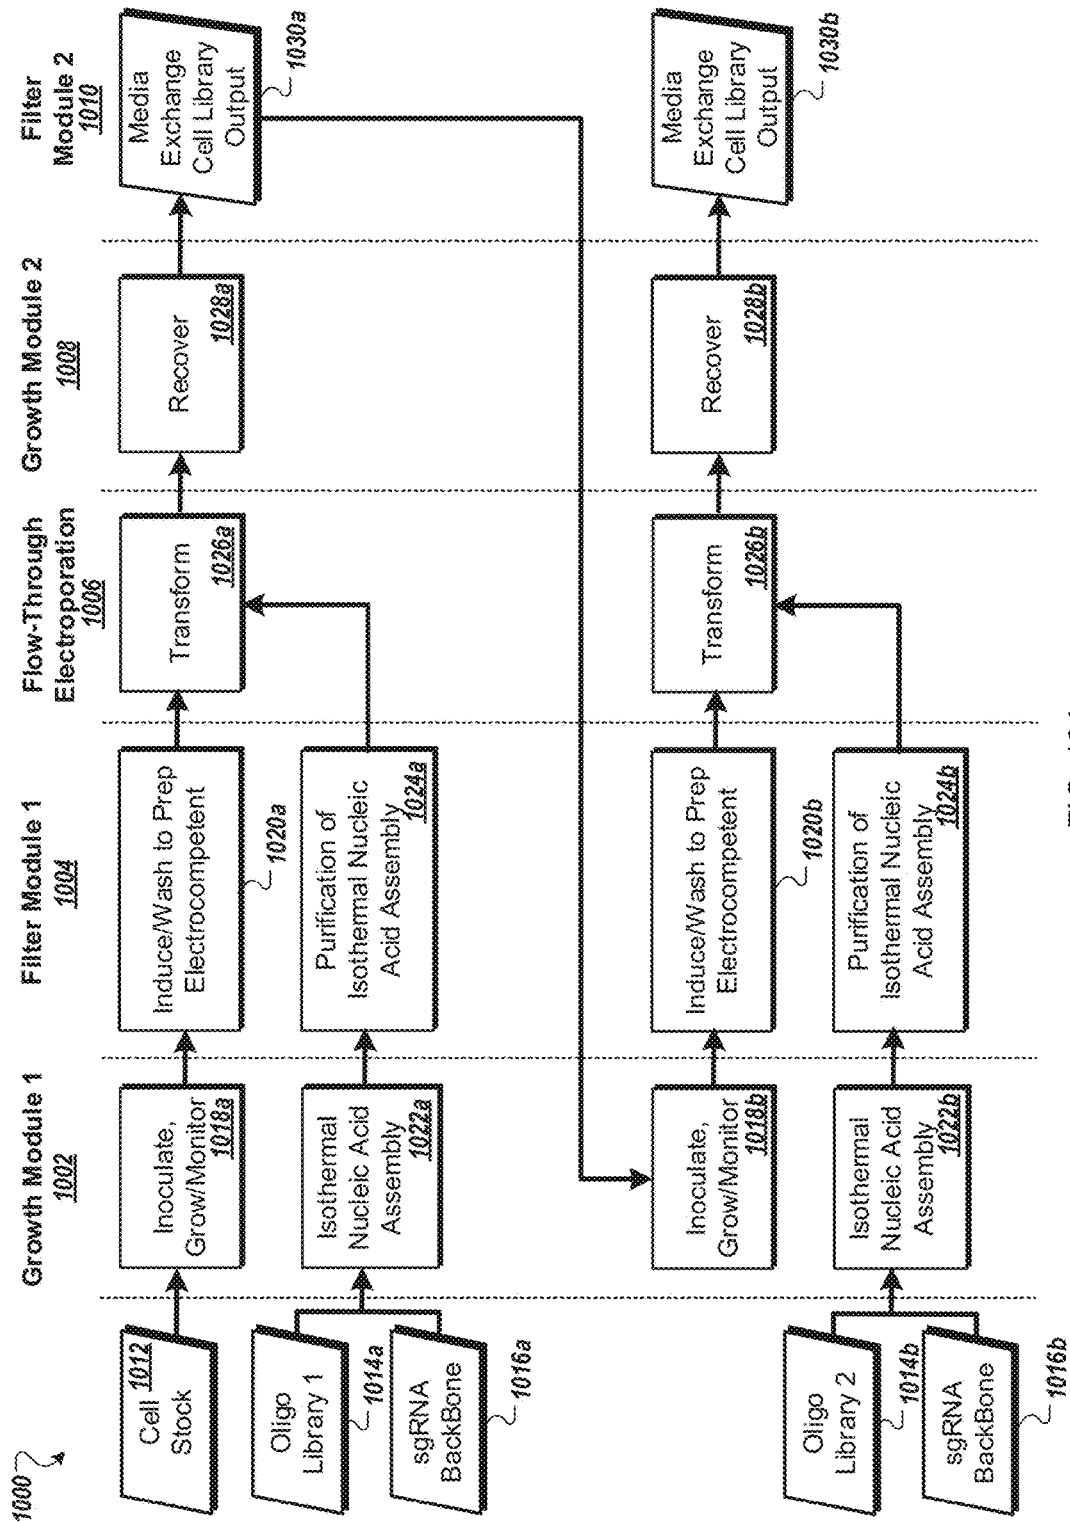 1000
Growth Module 1
1002
Filter Module 1
1004
Flow-Through
Electroporation
1006
Growth Module 2
1008
Filter
Module 2
1010
Cell 1012
Stock
Inoculate,
Grow/Monitor
1018a
Induce/Wash to Prep
Electrocompetent
1020a
Transform
1026a
Recover
1028a
Media
Exchange
Cell Library
Output
1030a
Oligo
Library 1
1014a
sgRNA
BackBone
1016a
Isothermal
Nucleic Acid
Assembly
1022a
Purification of
Isothermal Nucleic
Acid Assembly
1024a
Inoculate,
Grow/Monitor
1018b
Induce/Wash to Prep
Electrocompetent
1020b
Transform
1026b
Recover
1028b
Media
Exchange
Cell Library
Output
1030b
Oligo
Library 2
1014b
sgRNA
BackBone
1016b
Isothermal
Nucleic Acid
Assembly
1022b
Purification of
Isothermal Nucleic
Acid Assembly
1024b